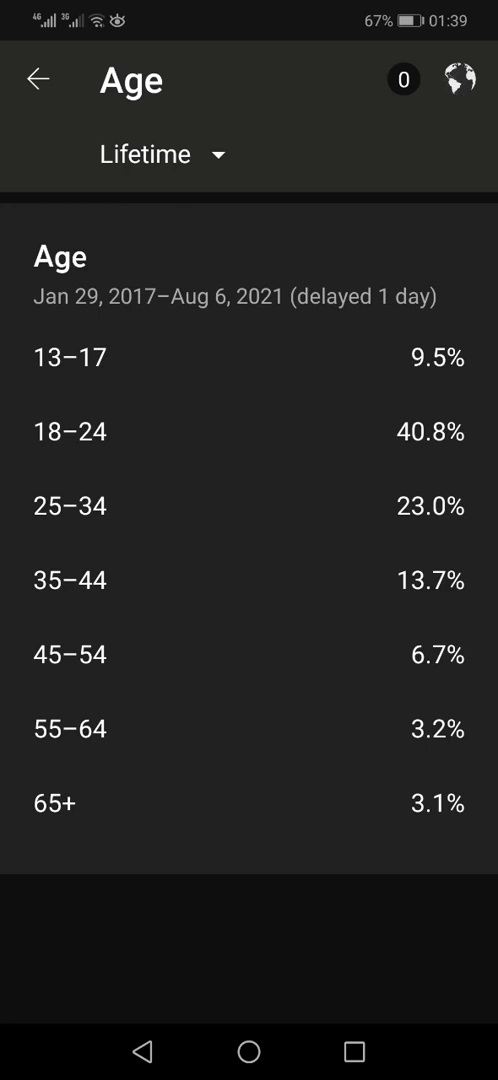 4G 3G 67% 01:39
Age 0
Lifetime
Age
Jan 29, 2017–Aug 6, 2021 (delayed 1 day)
13–17 9.5%
18–24 40.8%
25–34 23.0%
35–44 13.7%
45–54 6.7%
55–64 3.2%
65+ 3.1%